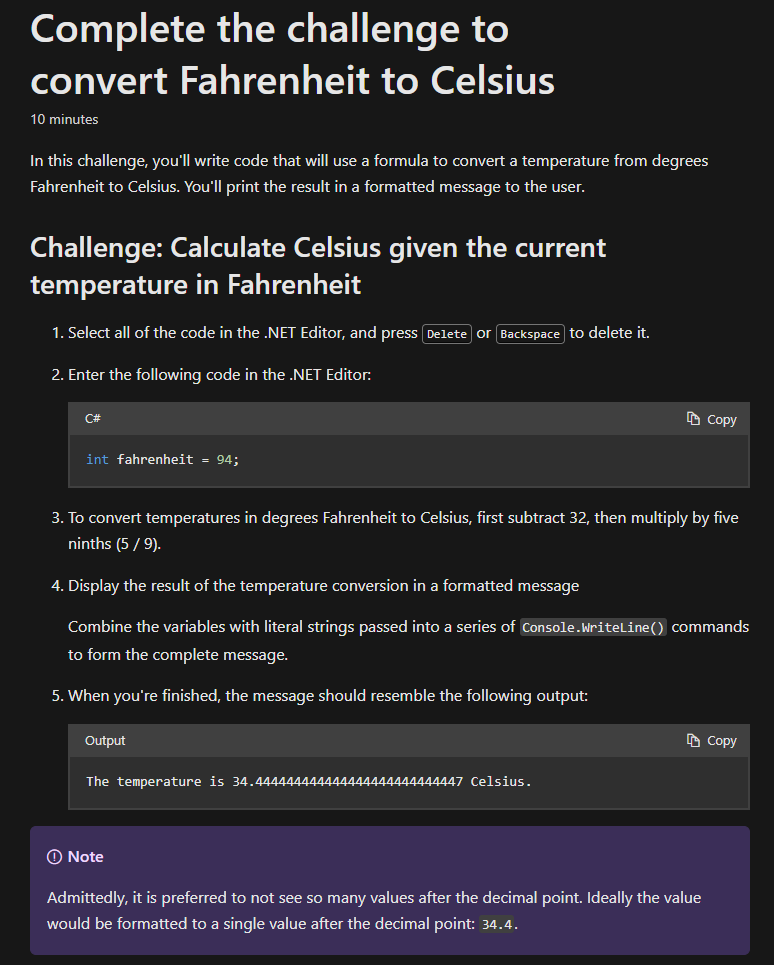 Complete the challenge to
convert Fahrenheit to Celsius
10 minutes
In this challenge, you'll write code that will use a formula to convert a temperature from degrees
Fahrenheit to Celsius. You'll print the result in a formatted message to the user.
Challenge: Calculate Celsius given the current
temperature in Fahrenheit
1. Select all of the code in the .NET Editor, and press Delete or Backspace to delete it.
2. Enter the following code in the .NET Editor:
C# Copy
int fahrenheit = 94;
3. To convert temperatures in degrees Fahrenheit to Celsius, first subtract 32, then multiply by five
ninths (5 / 9).
4. Display the result of the temperature conversion in a formatted message
Combine the variables with literal strings passed into a series of Console.WriteLine() commands
to form the complete message.
5. When you're finished, the message should resemble the following output:
Output Copy
The temperature is 34.444444444444444444444444447 Celsius.
Note
Admittedly, it is preferred to not see so many values after the decimal point. Ideally the value
would be formatted to a single value after the decimal point: 34.4.